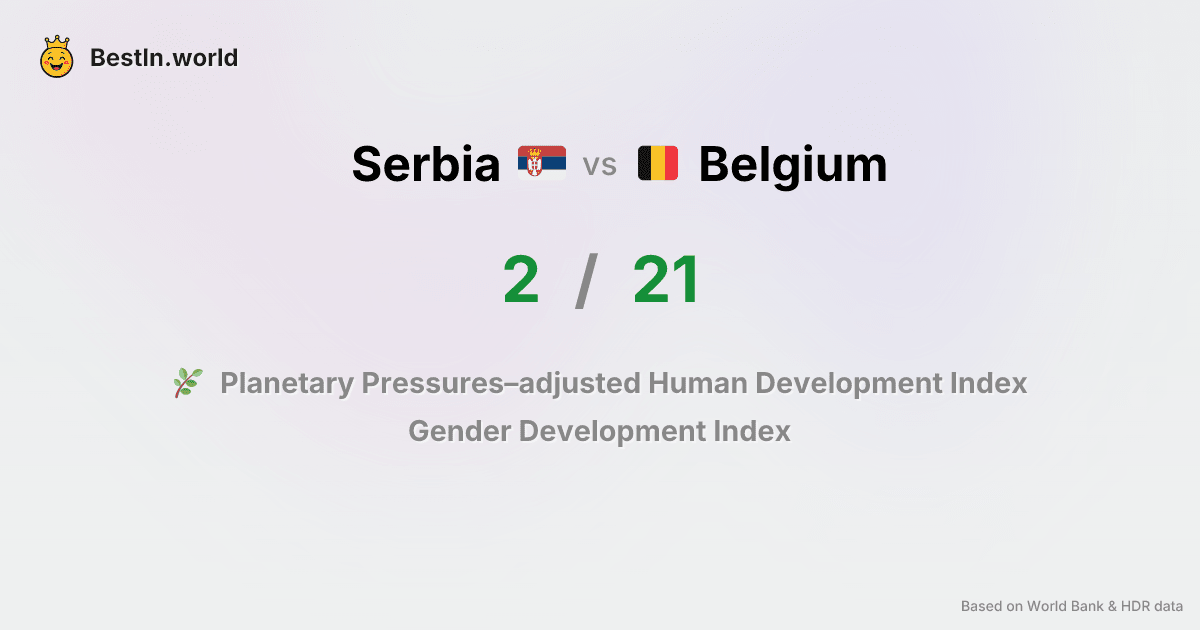 BestIn.world
Serbia vs Belgium
2 / 21
Planetary Pressures–adjusted Human Development Index
Gender Development Index
Based on World Bank & HDR data